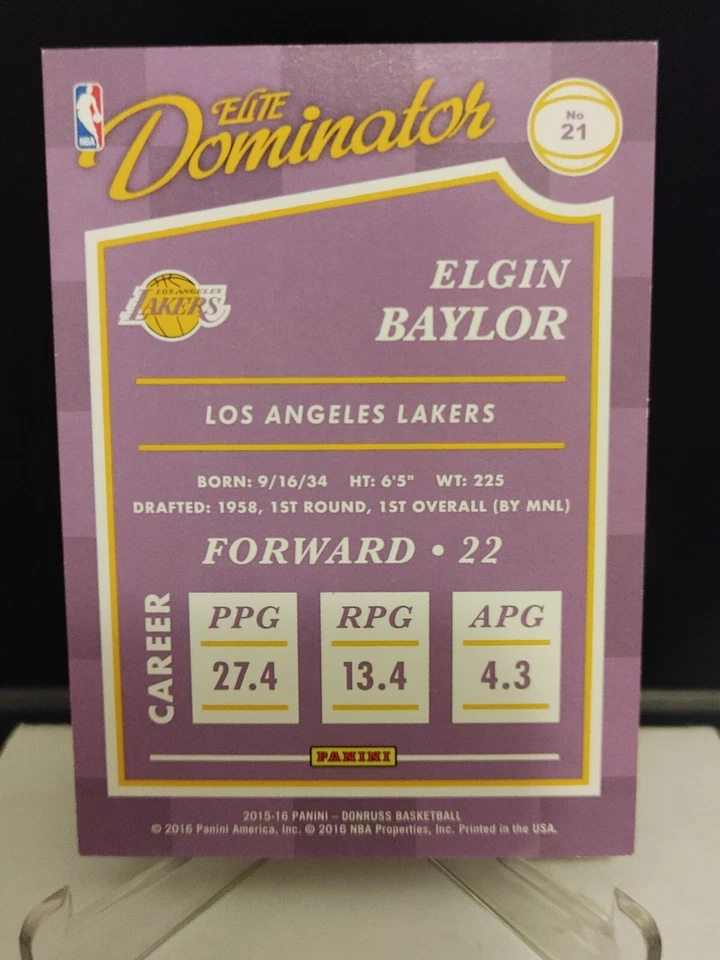 NBA
ELITE
Dominator
No
21
LOS ANGELES
LAKERS
ELGIN
BAYLOR
LOS ANGELES LAKERS
BORN: 9/16/34 HT: 6'5" WT: 225
DRAFTED: 1958, 1ST ROUND, 1ST OVERALL (BY MNL)
FORWARD • 22
CAREER
PPG RPG APG
27.4 13.4 4.3
PANINI
2015-16 PANINI – DONRUSS BASKETBALL
© 2016 Panini America, Inc. © 2016 NBA Properties, Inc. Printed in the USA.